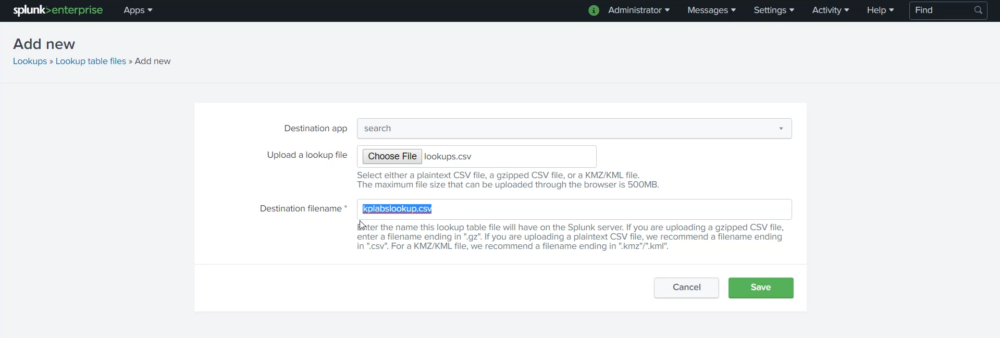 splunk>enterprise Apps Administrator Messages Settings Activity Help Find
Add new
Lookups » Lookup table files » Add new
Destination app search
Upload a lookup file Choose File lookups.csv
Select either a plaintext CSV file, a gzipped CSV file, or a KMZ/KML file.
The maximum file size that can be uploaded through the browser is 500MB.
Destination filename * kplabslookup.csv
Enter the name this lookup table file will have on the Splunk server. If you are uploading a gzipped CSV file,
enter a filename ending in ".gz". If you are uploading a plaintext CSV file, we recommend a filename ending
in ".csv". For a KMZ/KML file, we recommend a filename ending in ".kmz"/".kml".
Cancel Save